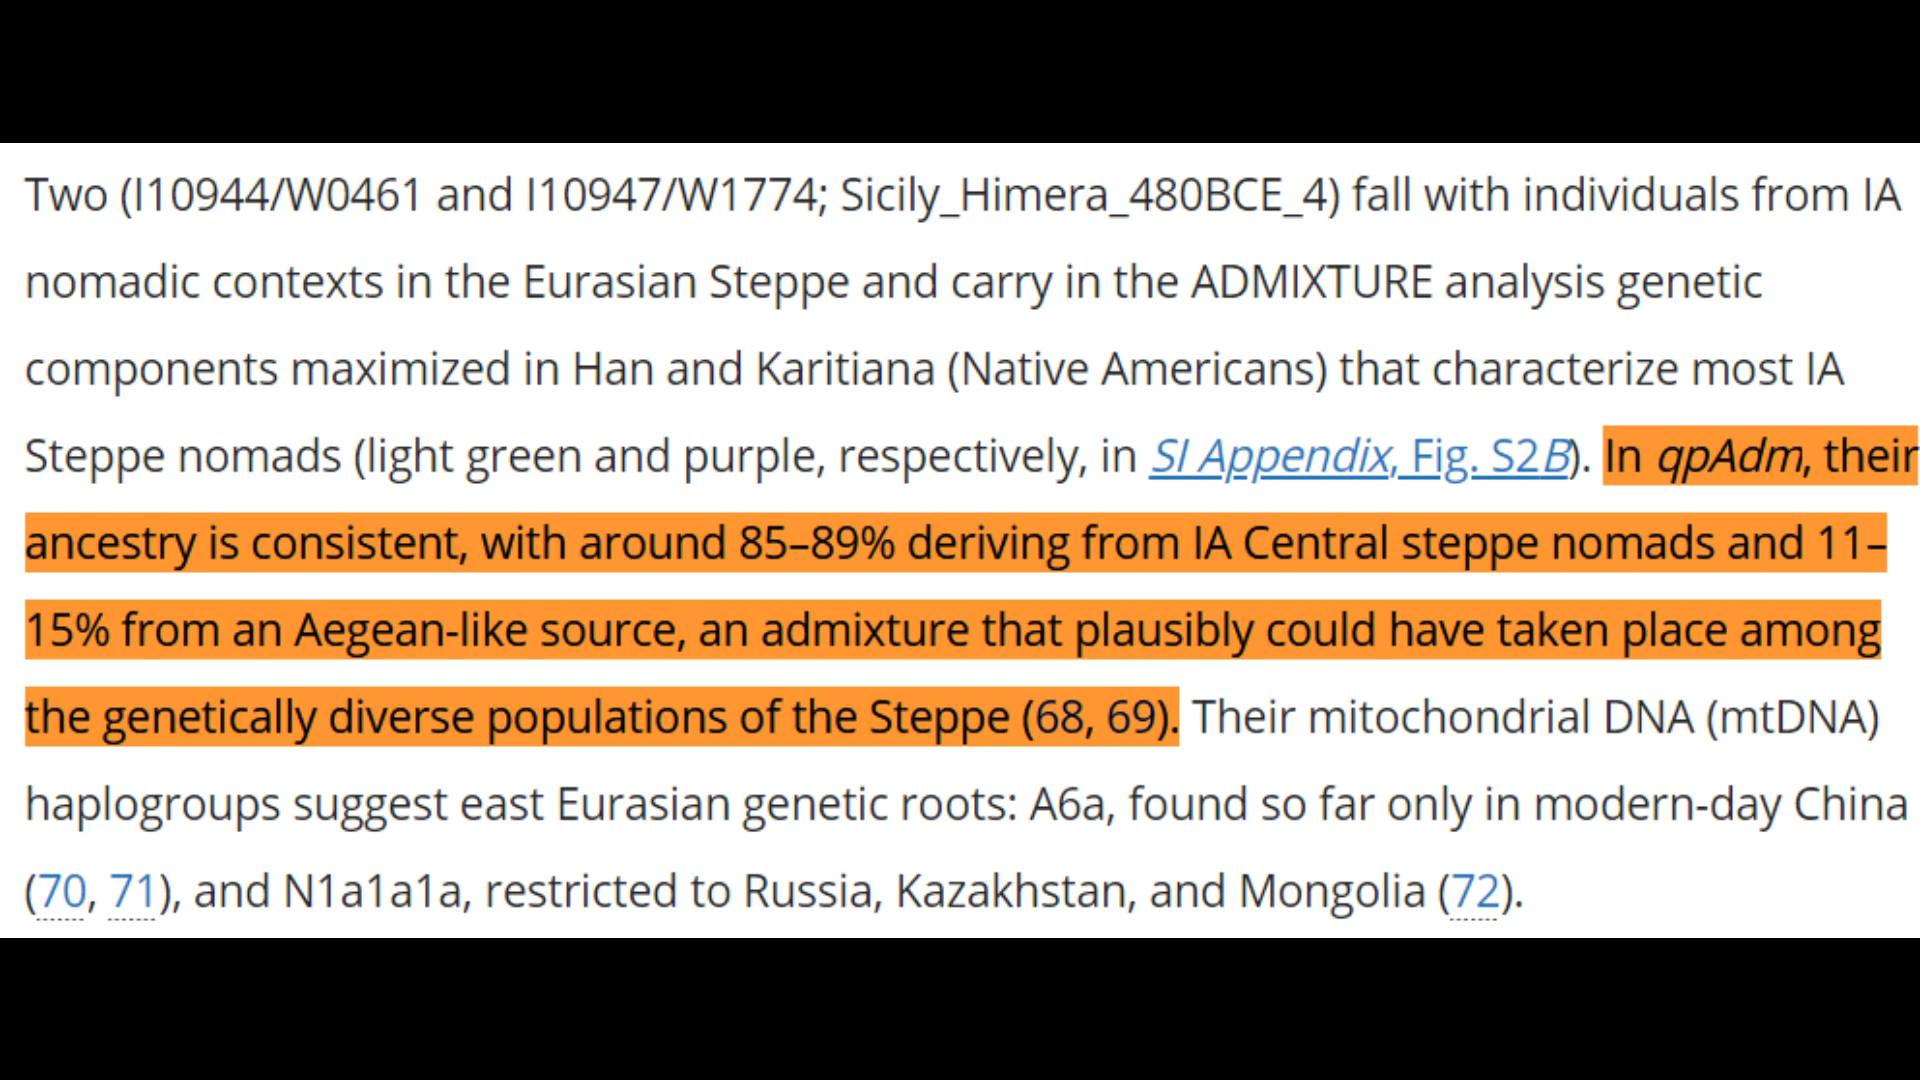 Two (I10944/W0461 and I10947/W1774; Sicily_Himera_480BCE_4) fall with individuals from IA
nomadic contexts in the Eurasian Steppe and carry in the ADMIXTURE analysis genetic
components maximized in Han and Karitiana (Native Americans) that characterize most IA
Steppe nomads (light green and purple, respectively, in SI Appendix, Fig. S2B). In qpAdm, their
ancestry is consistent, with around 85–89% deriving from IA Central steppe nomads and 11–
15% from an Aegean-like source, an admixture that plausibly could have taken place among
the genetically diverse populations of the Steppe (68, 69). Their mitochondrial DNA (mtDNA)
haplogroups suggest east Eurasian genetic roots: A6a, found so far only in modern-day China
(70, 71), and N1a1a1a, restricted to Russia, Kazakhstan, and Mongolia (72).